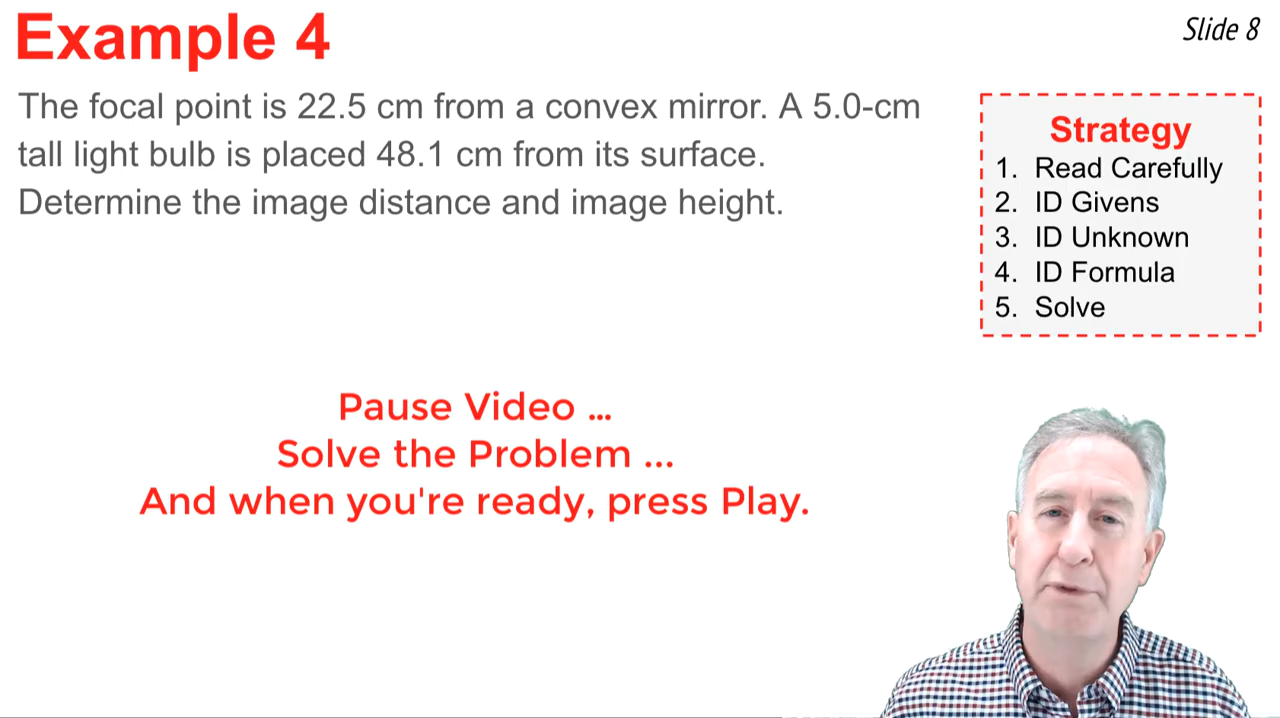 Example 4
Slide 8
The focal point is 22.5 cm from a convex mirror. A 5.0-cm
tall light bulb is placed 48.1 cm from its surface.
Determine the image distance and image height.
Strategy
1. Read Carefully
2. ID Givens
3. ID Unknown
4. ID Formula
5. Solve
Pause Video ...
Solve the Problem ...
And when you're ready, press Play.